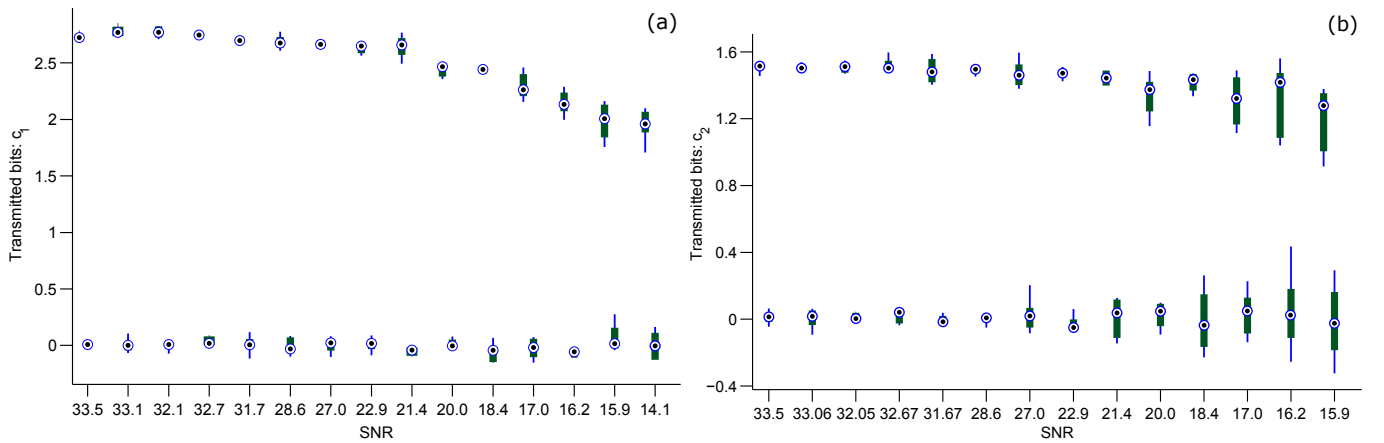 (a)
Transmitted bits: c₁
2.5
2
1.5
1
0.5
0
33.5 33.1 32.1 32.7 31.7 28.6 27.0 22.9 21.4 20.0 18.4 17.0 16.2 15.9 14.1
SNR
(b)
Transmitted bits: c₂
1.6
1.2
0.8
0.4
0
−0.4
33.5 33.06 32.05 32.67 31.67 28.6 27.0 22.9 21.4 20.0 18.4 17.0 16.2 15.9
SNR